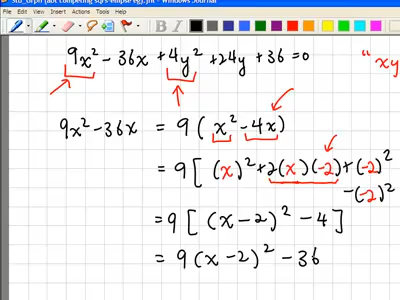 9x² - 36x + 4y² + 24y + 36 = 0
"xy
9x² - 36x = 9 ( x² - 4x )
= 9 [ (x)² + 2(x)(-2) + (-2)²
- (-2)²
= 9 [ (x - 2)² - 4 ]
= 9 (x - 2)² - 36